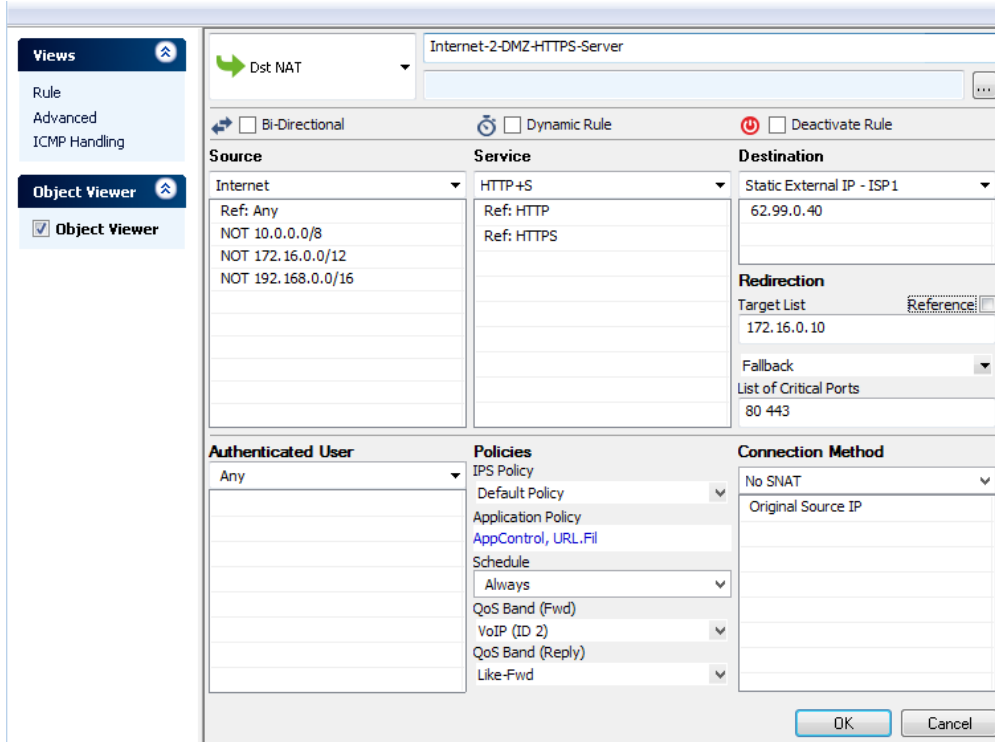 Views
Rule
Advanced
ICMP Handling
Object Viewer
Object Viewer
Dst NAT
Internet-2-DMZ-HTTPS-Server
...
Bi-Directional
Dynamic Rule
Deactivate Rule
Source
Internet
Ref: Any
NOT 10.0.0.0/8
NOT 172.16.0.0/12
NOT 192.168.0.0/16
Service
HTTP+S
Ref: HTTP
Ref: HTTPS
Destination
Static External IP - ISP1
62.99.0.40
Redirection
Target List
Reference
172.16.0.10
Fallback
List of Critical Ports
80 443
Authenticated User
Any
Policies
IPS Policy
Default Policy
Application Policy
AppControl, URL.Fil
Schedule
Always
QoS Band (Fwd)
VoIP (ID 2)
QoS Band (Reply)
Like-Fwd
Connection Method
No SNAT
Original Source IP
OK
Cancel